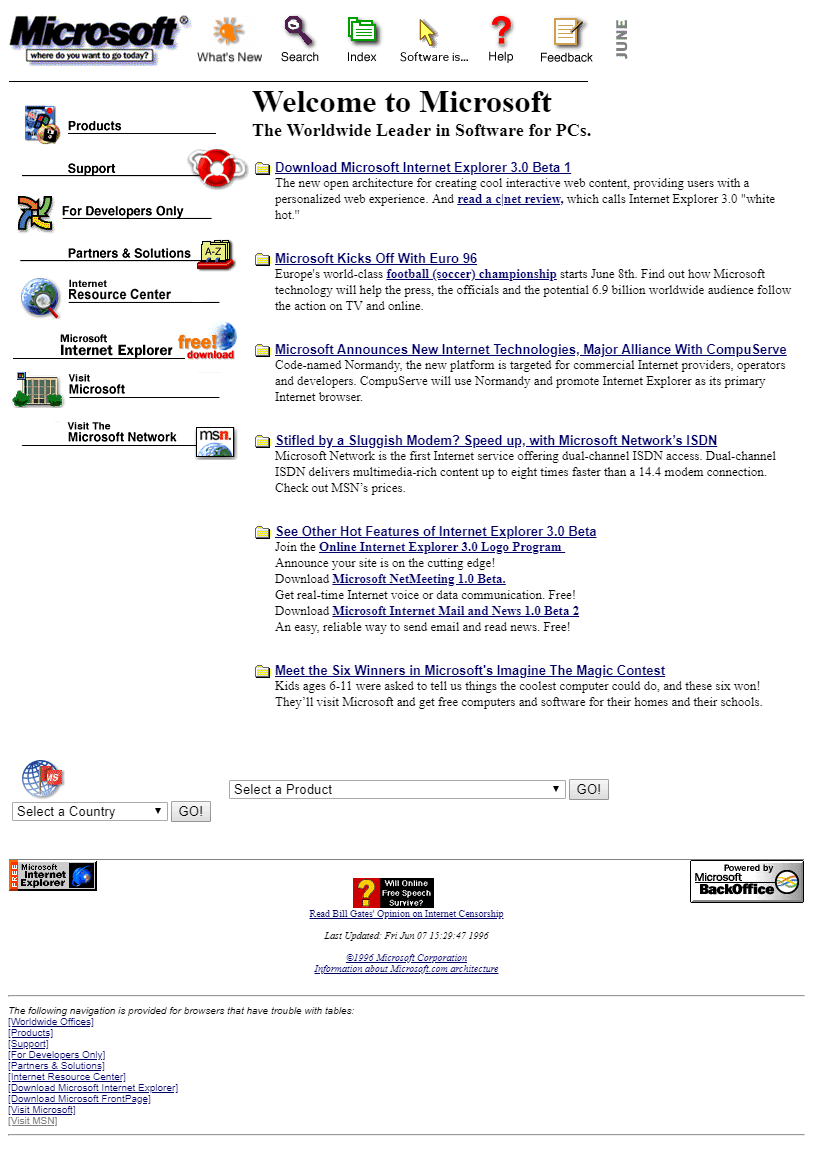 Microsoft®
where do you want to go today?
What's New
Search
Index
Software is...
Help
Feedback
JUNE
Products
Support
For Developers Only
Partners & Solutions
A-Z
Internet
Resource Center
Microsoft
Internet Explorer
free!
download
Visit
Microsoft
Visit The
Microsoft Network
msn.
Welcome to Microsoft
The Worldwide Leader in Software for PCs.
Download Microsoft Internet Explorer 3.0 Beta 1
The new open architecture for creating cool interactive web content, providing users with a
personalized web experience. And read a c|net review, which calls Internet Explorer 3.0 "white
hot."
Microsoft Kicks Off With Euro 96
Europe's world-class football (soccer) championship starts June 8th. Find out how Microsoft
technology will help the press, the officials and the potential 6.9 billion worldwide audience follow
the action on TV and online.
Microsoft Announces New Internet Technologies, Major Alliance With CompuServe
Code-named Normandy, the new platform is targeted for commercial Internet providers, operators
and developers. CompuServe will use Normandy and promote Internet Explorer as its primary
Internet browser.
Stifled by a Sluggish Modem? Speed up, with Microsoft Network’s ISDN
Microsoft Network is the first Internet service offering dual-channel ISDN access. Dual-channel
ISDN delivers multimedia-rich content up to eight times faster than a 14.4 modem connection.
Check out MSN’s prices.
See Other Hot Features of Internet Explorer 3.0 Beta
Join the Online Internet Explorer 3.0 Logo Program
Announce your site is on the cutting edge!
Download Microsoft NetMeeting 1.0 Beta.
Get real-time Internet voice or data communication. Free!
Download Microsoft Internet Mail and News 1.0 Beta 2
An easy, reliable way to send email and read news. Free!
Meet the Six Winners in Microsoft's Imagine The Magic Contest
Kids ages 6-11 were asked to tell us things the coolest computer could do, and these six won!
They’ll visit Microsoft and get free computers and software for their homes and their schools.
MS
Select a Country GO!
Select a Product GO!
FREE
Microsoft
Internet
Explorer
Will Online
Free Speech
Survive?
Powered by
Microsoft
BackOffice
Read Bill Gates' Opinion on Internet Censorship
Last Updated: Fri Jun 07 15:29:47 1996
©1996 Microsoft Corporation
Information about Microsoft.com architecture
The following navigation is provided for browsers that have trouble with tables:
[Worldwide Offices]
[Products]
[Support]
[For Developers Only]
[Partners & Solutions]
[Internet Resource Center]
[Download Microsoft Internet Explorer]
[Download Microsoft FrontPage]
[Visit Microsoft]
[Visit MSN]